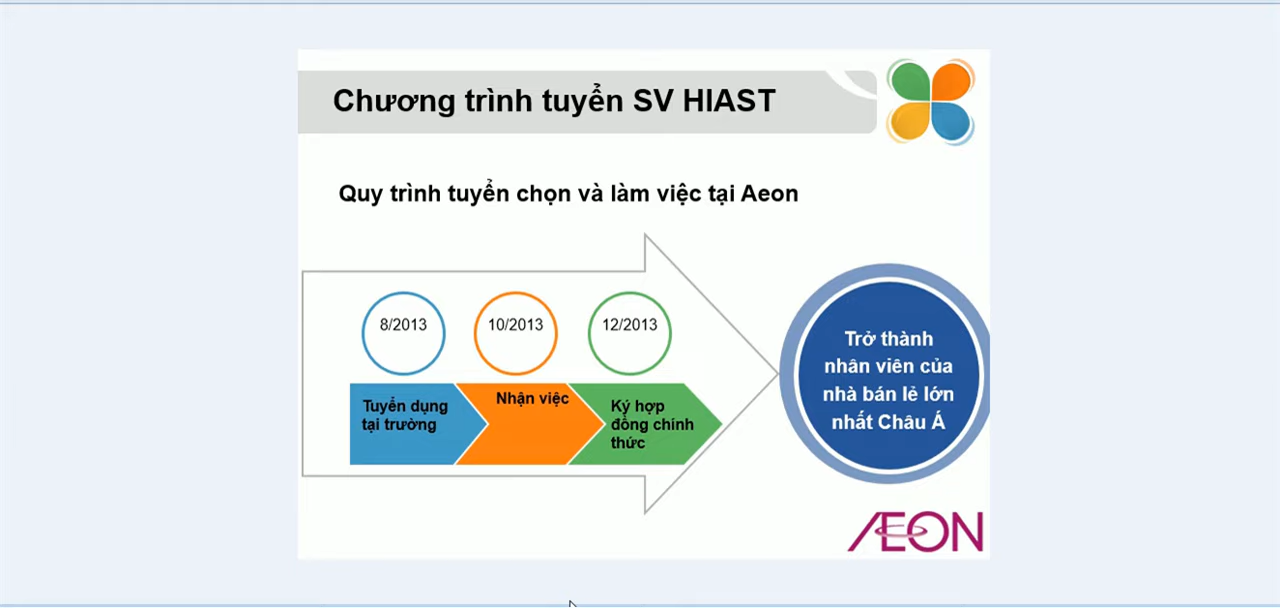 Chương trình tuyển SV HIAST
Quy trình tuyển chọn và làm việc tại Aeon
8/2013
10/2013
12/2013
Tuyển dụng
tại trường
Nhận việc
Ký hợp
đồng chính
thức
Trở thành
nhân viên của
nhà bán lẻ lớn
nhất Châu Á
ÆON